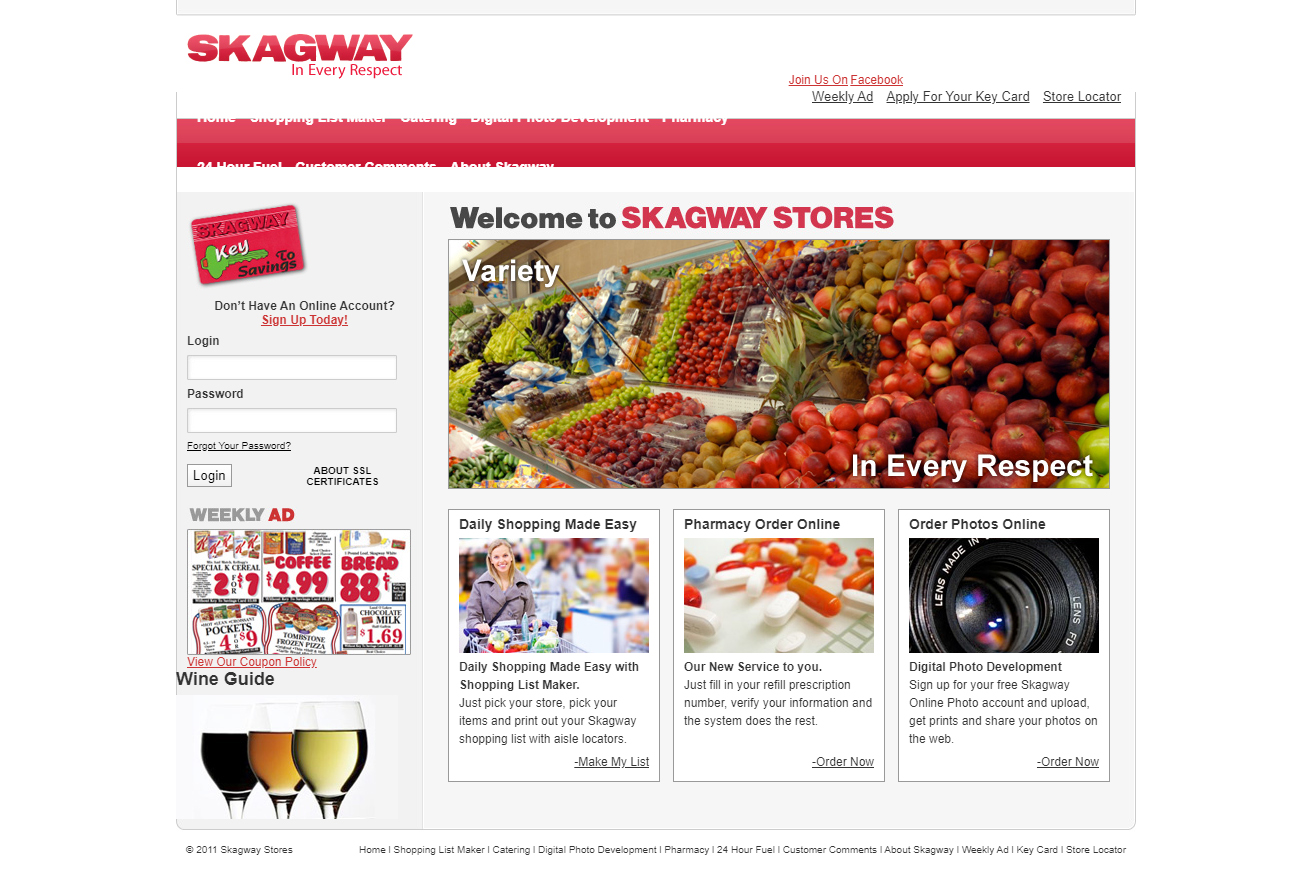 SKAGWAY
In Every Respect
Join Us On Facebook
Weekly Ad Apply For Your Key Card Store Locator
Home Shopping List Maker Catering Digital Photo Development Pharmacy
24 Hour Fuel Customer Comments About Skagway
SKAGWAY
Key
To
Savings
Don't Have An Online Account?
Sign Up Today!
Login
Password
Forgot Your Password?
Login
ABOUT SSL
CERTIFICATES
WEEKLY AD
SPECIAL K CEREAL
2 FOR $7
COFFEE
$4.99
BREAD
88¢
POCKETS
4 FOR $9
TOMBSTONE
FROZEN PIZZA
CHOCOLATE
MILK
$1.69
View Our Coupon Policy
Wine Guide
Welcome to SKAGWAY STORES
Variety
In Every Respect
Daily Shopping Made Easy
Daily Shopping Made Easy with
Shopping List Maker.
Just pick your store, pick your
items and print out your Skagway
shopping list with aisle locators.
-Make My List
Pharmacy Order Online
Our New Service to you.
Just fill in your refill prescription
number, verify your information and
the system does the rest.
-Order Now
Order Photos Online
LENS MADE IN
LENS FD
Digital Photo Development
Sign up for your free Skagway
Online Photo account and upload,
get prints and share your photos on
the web.
-Order Now
© 2011 Skagway Stores
Home | Shopping List Maker | Catering | Digital Photo Development | Pharmacy | 24 Hour Fuel | Customer Comments | About Skagway | Weekly Ad | Key Card | Store Locator